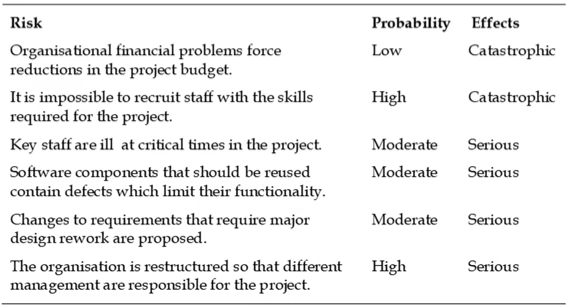 Risk Probability Effects
Organisational financial problems force Low Catastrophic
reductions in the project budget.
It is impossible to recruit staff with the skills High Catastrophic
required for the project.
Key staff are ill at critical times in the project. Moderate Serious
Software components that should be reused Moderate Serious
contain defects which limit their functionality.
Changes to requirements that require major Moderate Serious
design rework are proposed.
The organisation is restructured so that different High Serious
management are responsible for the project.